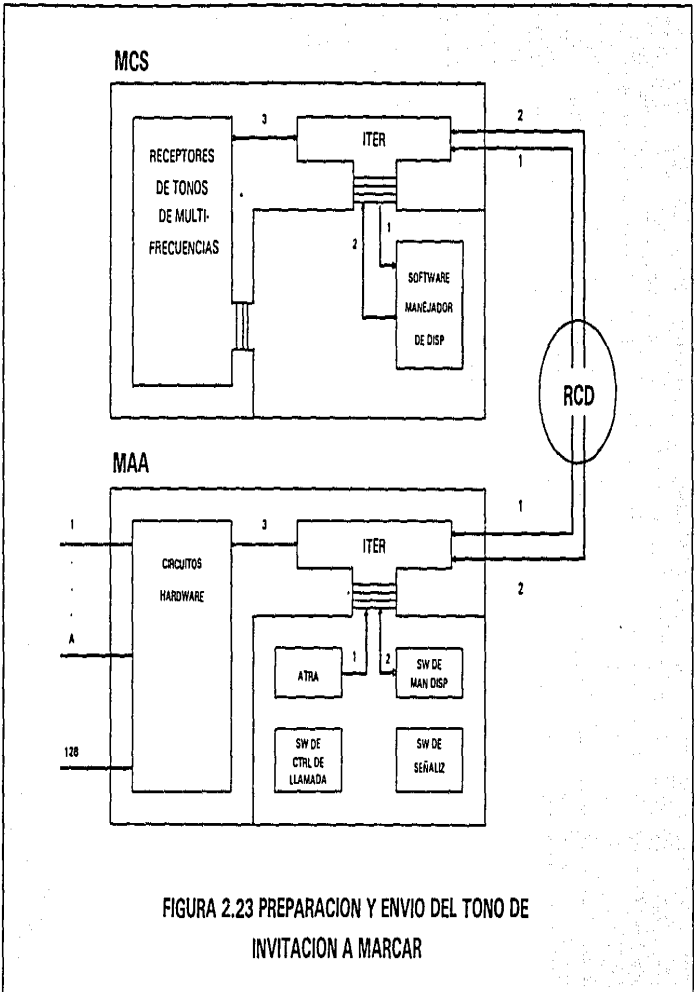 MCS
3
ITER
2
1
RECEPTORES
DE TONOS
DE MULTI-
FRECUENCIAS
2
1
SOFTWARE
MANEJADOR
DE DISP
RCD
MAA
1
3
ITER
1
2
CIRCUITOS
HARDWARE
A
128
ATRA
1
2
SW DE
MAN DISP
SW DE
CTRL DE
LLAMADA
SW DE
SEÑALIZ
FIGURA 2.23 PREPARACION Y ENVIO DEL TONO DE
INVITACION A MARCAR